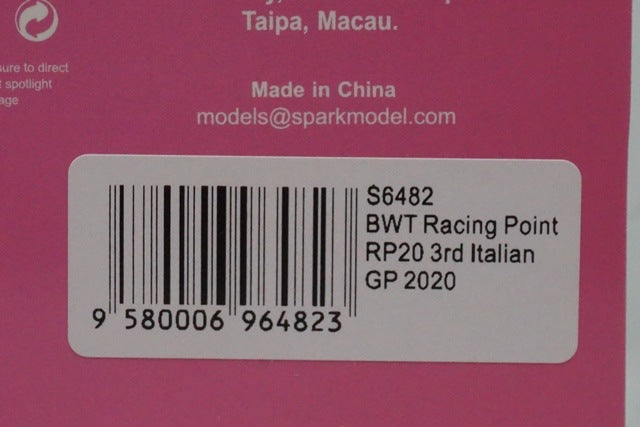 Taipa, Macau.
sure to direct
t spotlight
age
Made in China
models@sparkmodel.com
S6482
BWT Racing Point
RP20 3rd Italian
GP 2020
9 580006 964823